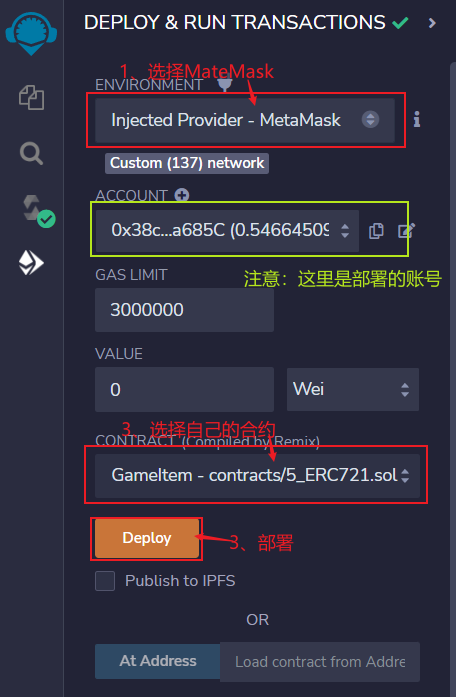 DEPLOY & RUN TRANSACTIONS
1、选择MateMask
ENVIRONMENT
Injected Provider - MetaMask
Custom (137) network
ACCOUNT
0x38c...a685C (0.54664509
注意：这里是部署的账号
GAS LIMIT
3000000
VALUE
0
Wei
3、选择自己的合约
CONTRACT (Compiled by Remix)
GameItem - contracts/5_ERC721.sol
Deploy
3、部署
Publish to IPFS
OR
At Address
Load contract from Addre